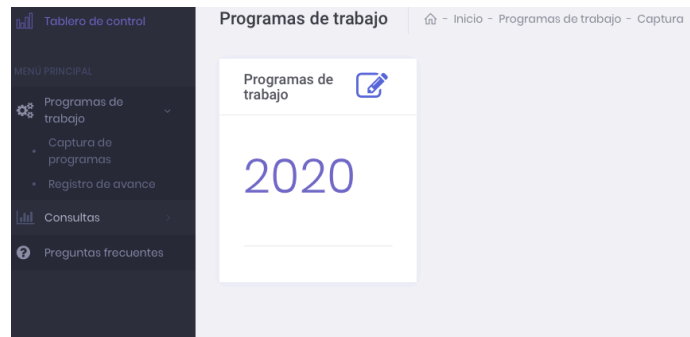 Tablero de control
MENÚ PRINCIPAL
Programas de
trabajo
Captura de
programas
Registro de avance
Consultas
Preguntas frecuentes
Programas de trabajo
- Inicio - Programas de trabajo - Captura
Programas de
trabajo
2020